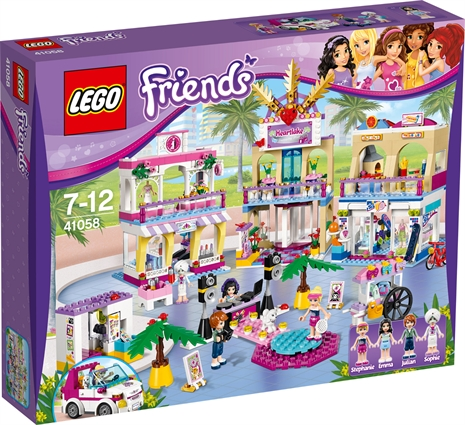 LEGO
Friends
41058
LEGO
7-12
41058
Heartlake
Stephanie
Emma
Julian
Sophie